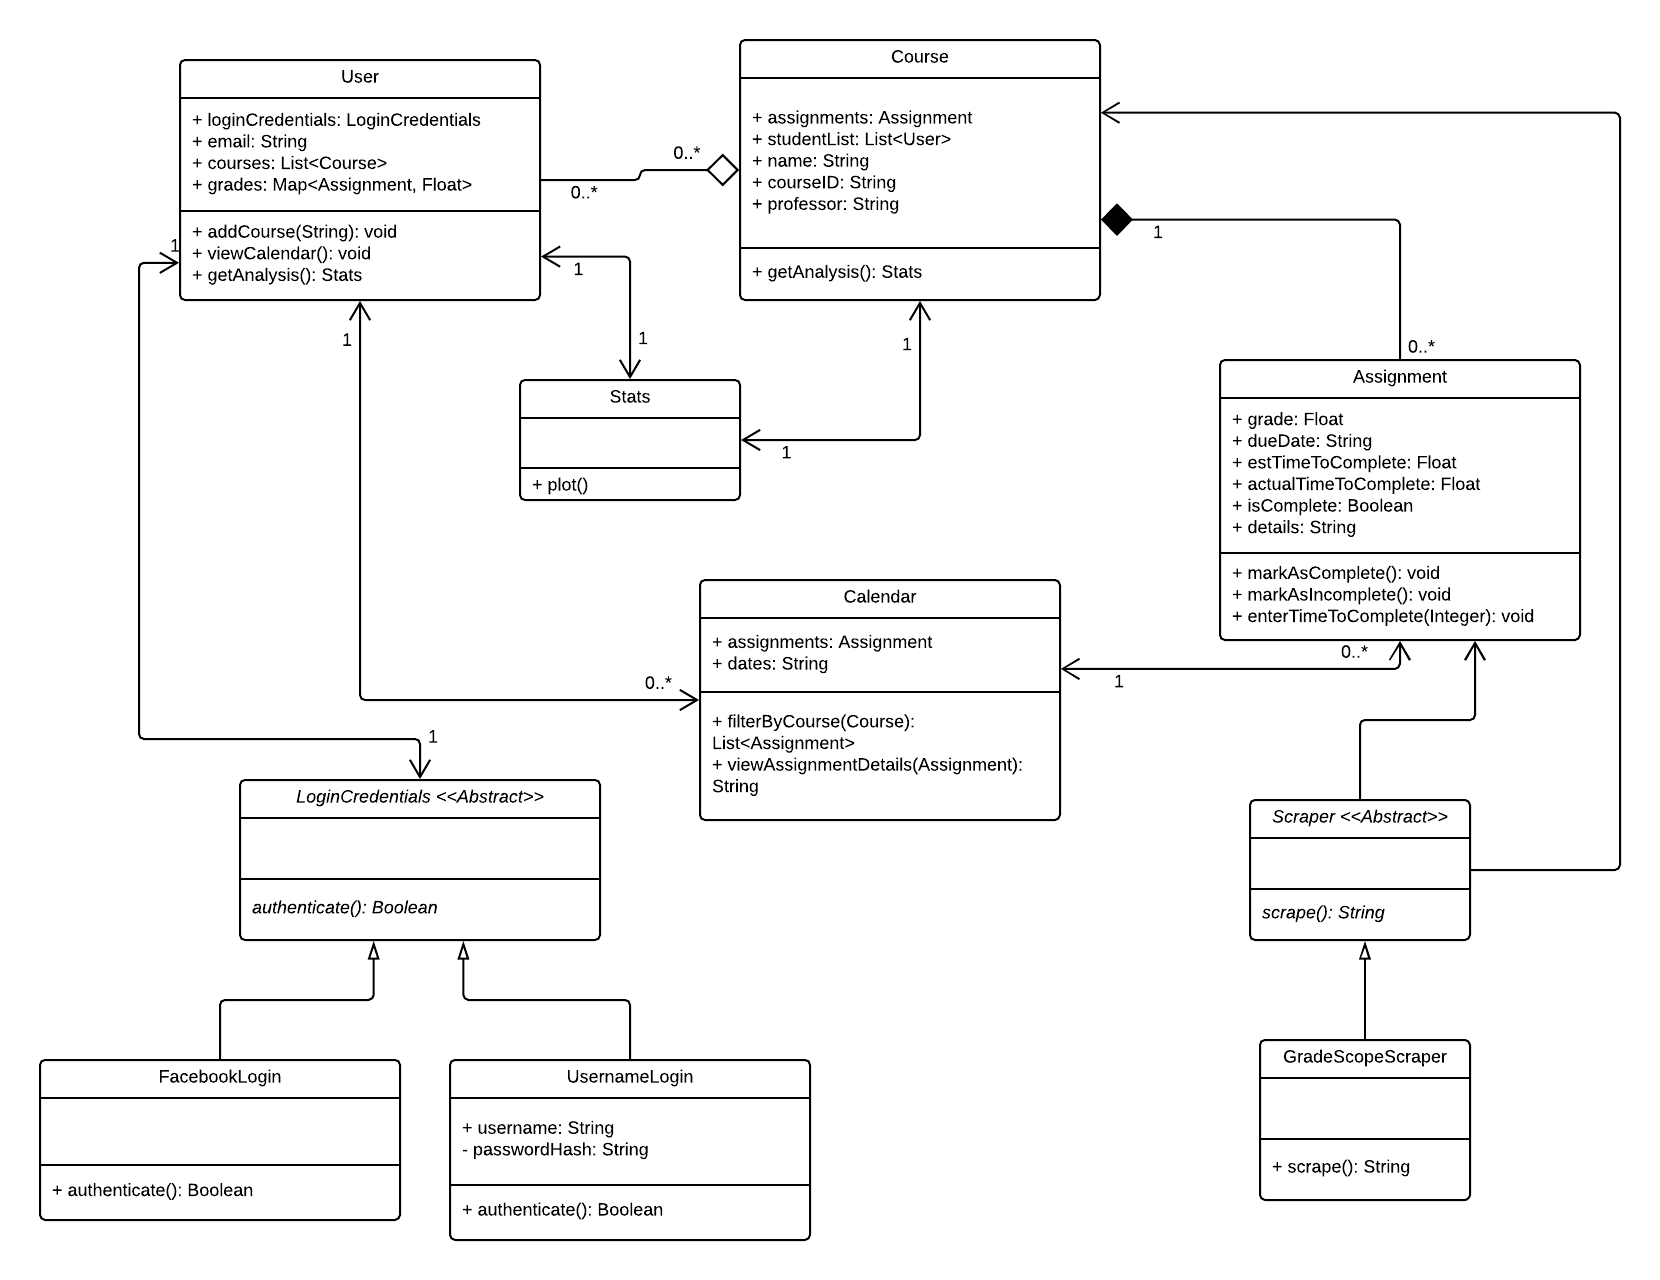 User
+ loginCredentials: LoginCredentials
+ email: String
+ courses: List<Course>
+ grades: Map<Assignment, Float>
+ addCourse(String): void
+ viewCalendar(): void
+ getAnalysis(): Stats
1
1
1
0..*
0..*
Course
+ assignments: Assignment
+ studentList: List<User>
+ name: String
+ courseID: String
+ professor: String
+ getAnalysis(): Stats
1
1
0..*
1
1
Stats
+ plot()
Assignment
+ grade: Float
+ dueDate: String
+ estTimeToComplete: Float
+ actualTimeToComplete: Float
+ isComplete: Boolean
+ details: String
+ markAsComplete(): void
+ markAsIncomplete(): void
+ enterTimeToComplete(Integer): void
0..*
1
0..*
Calendar
+ assignments: Assignment
+ dates: String
+ filterByCourse(Course):
List<Assignment>
+ viewAssignmentDetails(Assignment):
String
1
LoginCredentials <<Abstract>>
authenticate(): Boolean
Scraper <<Abstract>>
scrape(): String
FacebookLogin
+ authenticate(): Boolean
UsernameLogin
+ username: String
- passwordHash: String
+ authenticate(): Boolean
GradeScopeScraper
+ scrape(): String